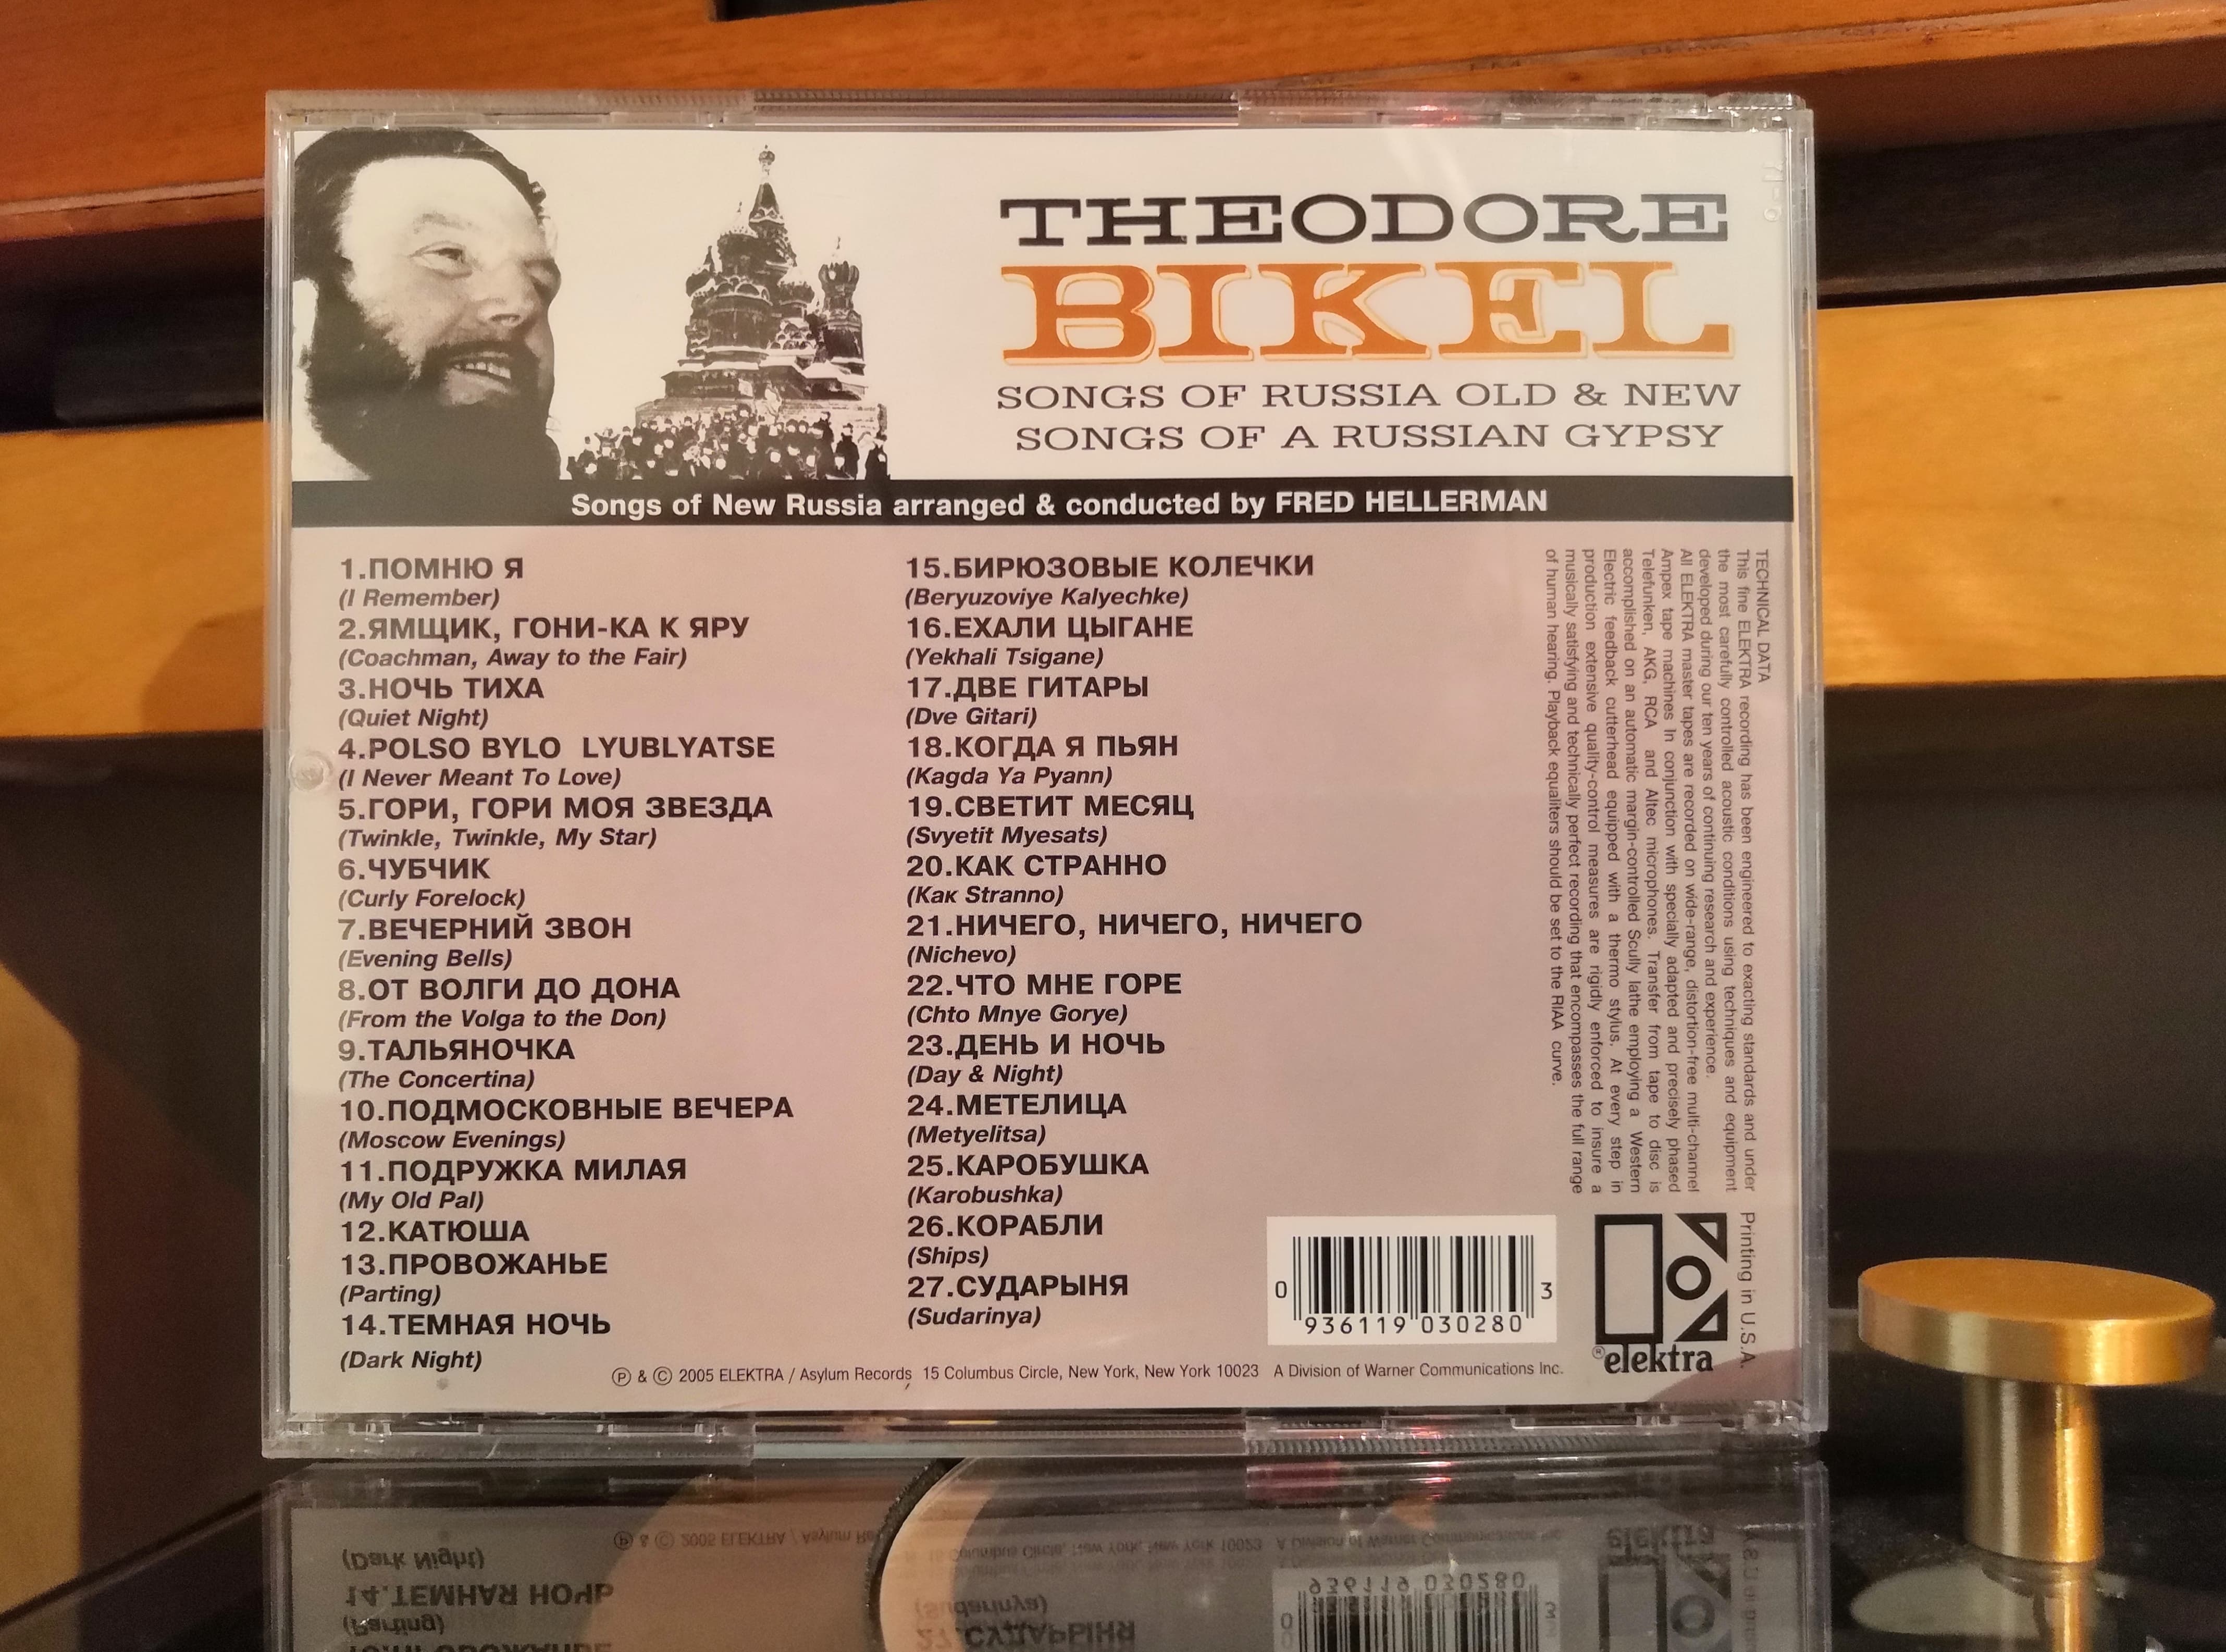 THEODORE
BIKEL
SONGS OF RUSSIA OLD & NEW
SONGS OF A RUSSIAN GYPSY
Songs of New Russia arranged & conducted by FRED HELLERMAN
1.ПОМНЮ Я
(I Remember)
2.ЯМЩИК, ГОНИ-КА К ЯРУ
(Coachman, Away to the Fair)
3.НОЧЬ ТИХА
(Quiet Night)
4.POLSO BYLO LYUBLYATSE
(I Never Meant To Love)
5.ГОРИ, ГОРИ МОЯ ЗВЕЗДА
(Twinkle, Twinkle, My Star)
6.ЧУБЧИК
(Curly Forelock)
7.ВЕЧЕРНИЙ ЗВОН
(Evening Bells)
8.ОТ ВОЛГИ ДО ДОНА
(From the Volga to the Don)
9.ТАЛЬЯНОЧКА
(The Concertina)
10.ПОДМОСКОВНЫЕ ВЕЧЕРА
(Moscow Evenings)
11.ПОДРУЖКА МИЛАЯ
(My Old Pal)
12.КАТЮША
13.ПРОВОЖАНЬЕ
(Parting)
14.ТЕМНАЯ НОЧЬ
(Dark Night)
15.БИРЮЗОВЫЕ КОЛЕЧКИ
(Beryuzoviye Kalyechke)
16.ЕХАЛИ ЦЫГАНЕ
(Yekhali Tsigane)
17.ДВЕ ГИТАРЫ
(Dve Gitari)
18.КОГДА Я ПЬЯН
(Kagda Ya Pyann)
19.СВЕТИТ МЕСЯЦ
(Svyetit Myesats)
20.КАК СТРАННО
(Как Stranno)
21.НИЧЕГО, НИЧЕГО, НИЧЕГО
(Nichevo)
22.ЧТО МНЕ ГОРЕ
(Chto Mnye Gorye)
23.ДЕНЬ И НОЧЬ
(Day & Night)
24.МЕТЕЛИЦА
(Metyelitsa)
25.КАРОБУШКА
(Karobushka)
26.КОРАБЛИ
(Ships)
27.СУДАРЫНЯ
(Sudarinya)
TECHNICAL DATA
This fine ELEKTRA recording has been engineered to exacting standards and under
the most carefully controlled acoustic conditions using techniques and equipment
developed during our ten years of continuing research and experience.
All ELEKTRA master tapes are recorded on wide-range, distortion-free multi-channel
Ampex tape machines In conjunction with specially adapted and precisely phased
Telefunken, AKG, RCA and Altec microphones. Transfer from tape to disc is
accomplished on an automatic margin-controlled Scully lathe employing a Western
Electric feedback cutterhead equipped with a thermo stylus. At every step in
production extensive quality-control measures are rigidly enforced to insure a
musically satisfying and technically perfect recording that encompasses the full range
of human hearing. Playback equaliters should be set to the RIAA curve.
Printing in U.S.A.
0 936119 030280 3
® elektra
℗ & © 2005 ELEKTRA / Asylum Records 15 Columbus Circle, New York, New York 10023 A Division of Warner Communications Inc.